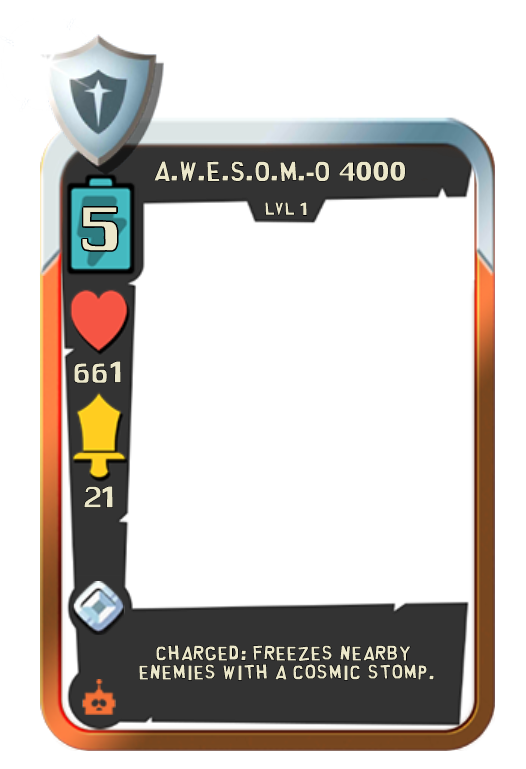 A.W.E.S.O.M.-O 4000
LVL 1
5
661
21
CHARGED: FREEZES NEARBY
ENEMIES WITH A COSMIC STOMP.